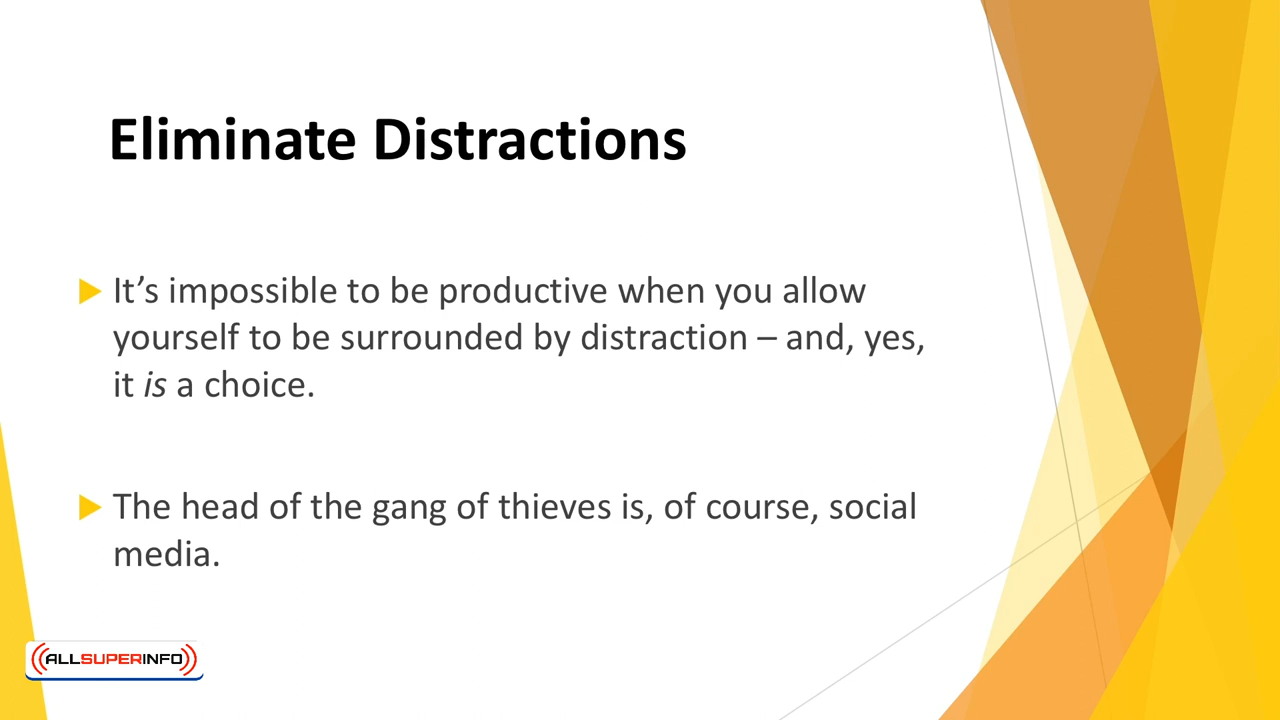 Eliminate Distractions
It’s impossible to be productive when you allow
yourself to be surrounded by distraction – and, yes,
it is a choice.
The head of the gang of thieves is, of course, social
media.
ALLSUPERINFO